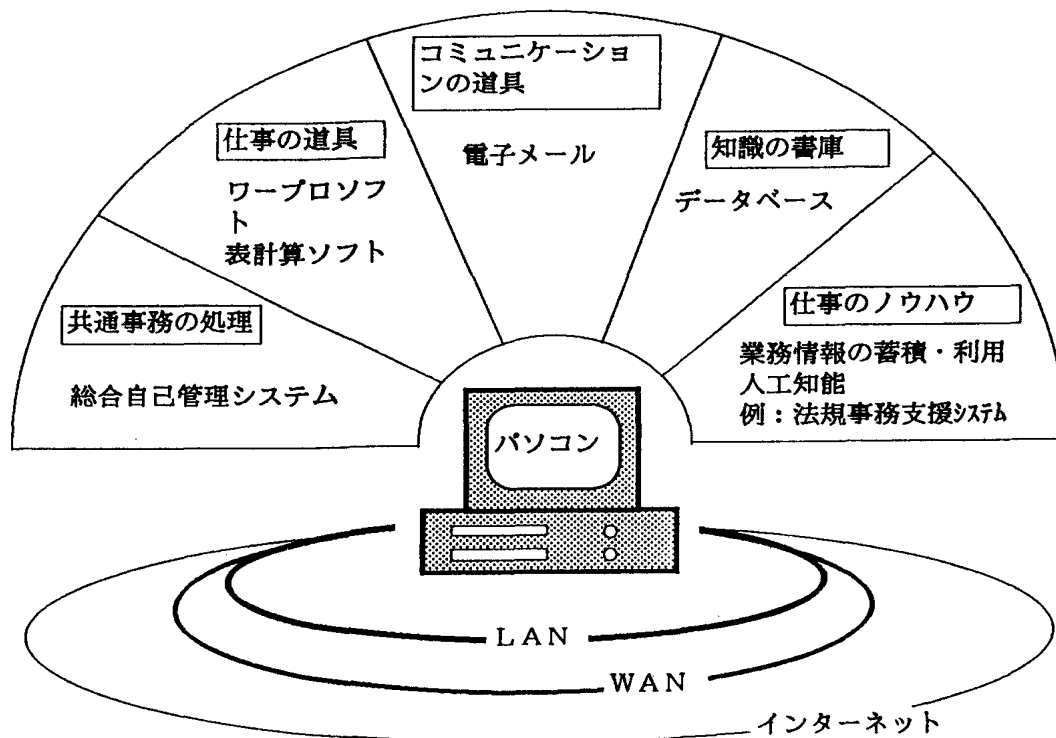 コミュニケーショ
ンの道具
電子メール
仕事の道具
ワープロソフ
ト
表計算ソフト
知識の書庫
データベース
共通事務の処理
総合自己管理システム
仕事のノウハウ
業務情報の蓄積・利用
人工知能
例：法規事務支援ｼｽﾃﾑ
パソコン
LAN
WAN
インターネット